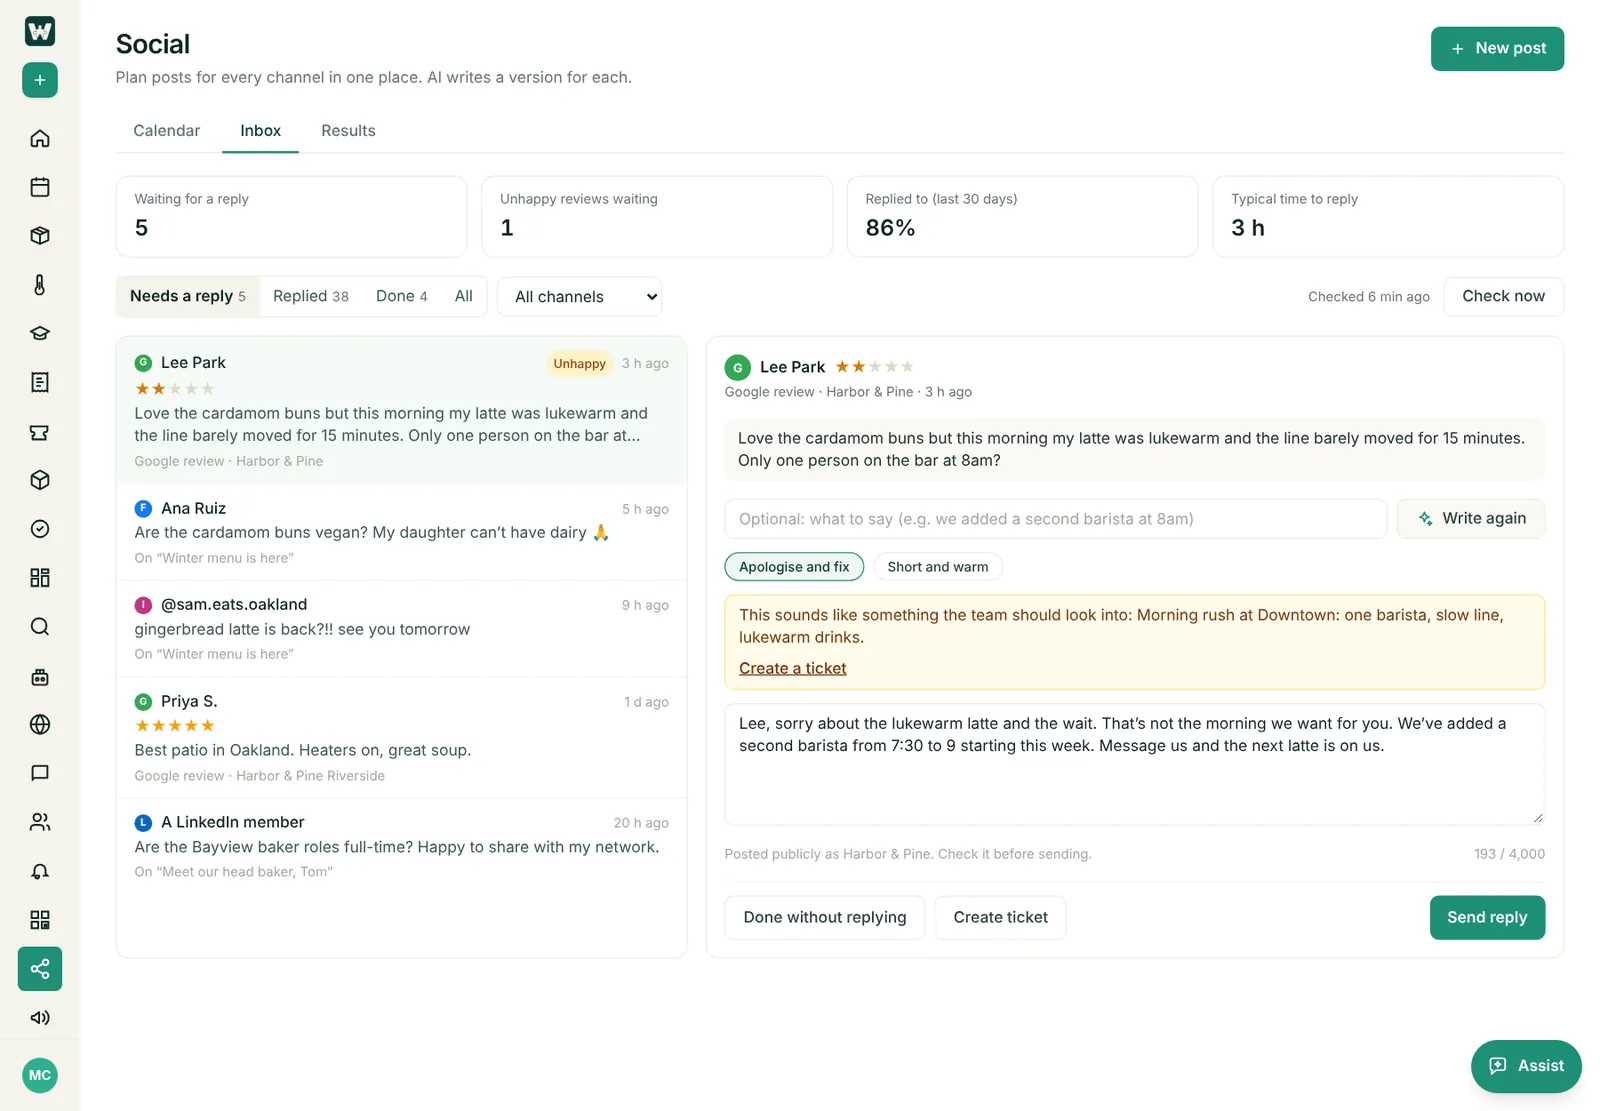 W
Social
Plan posts for every channel in one place. AI writes a version for each.
+ New post
Calendar
Inbox
Results
Waiting for a reply
5
Unhappy reviews waiting
1
Replied to (last 30 days)
86%
Typical time to reply
3 h
Needs a reply 5
Replied 38
Done 4
All
All channels
Checked 6 min ago
Check now
G Lee Park
Unhappy
3 h ago
Love the cardamom buns but this morning my latte was lukewarm and
the line barely moved for 15 minutes. Only one person on the bar at...
Google review · Harbor & Pine
F Ana Ruiz
5 h ago
Are the cardamom buns vegan? My daughter can’t have dairy 🙏
On “Winter menu is here”
I @sam.eats.oakland
9 h ago
gingerbread latte is back?!! see you tomorrow
On “Winter menu is here”
G Priya S.
1 d ago
Best patio in Oakland. Heaters on, great soup.
Google review · Harbor & Pine Riverside
L A LinkedIn member
20 h ago
Are the Bayview baker roles full-time? Happy to share with my network.
On “Meet our head baker, Tom”
G Lee Park
Google review · Harbor & Pine · 3 h ago
Love the cardamom buns but this morning my latte was lukewarm and the line barely moved for 15 minutes.
Only one person on the bar at 8am?
Optional: what to say (e.g. we added a second barista at 8am)
Write again
Apologise and fix
Short and warm
This sounds like something the team should look into: Morning rush at Downtown: one barista, slow line,
lukewarm drinks.
Create a ticket
Lee, sorry about the lukewarm latte and the wait. That’s not the morning we want for you. We’ve added a
second barista from 7:30 to 9 starting this week. Message us and the next latte is on us.
Posted publicly as Harbor & Pine. Check it before sending.
193 / 4,000
Done without replying
Create ticket
Send reply
MC
Assist